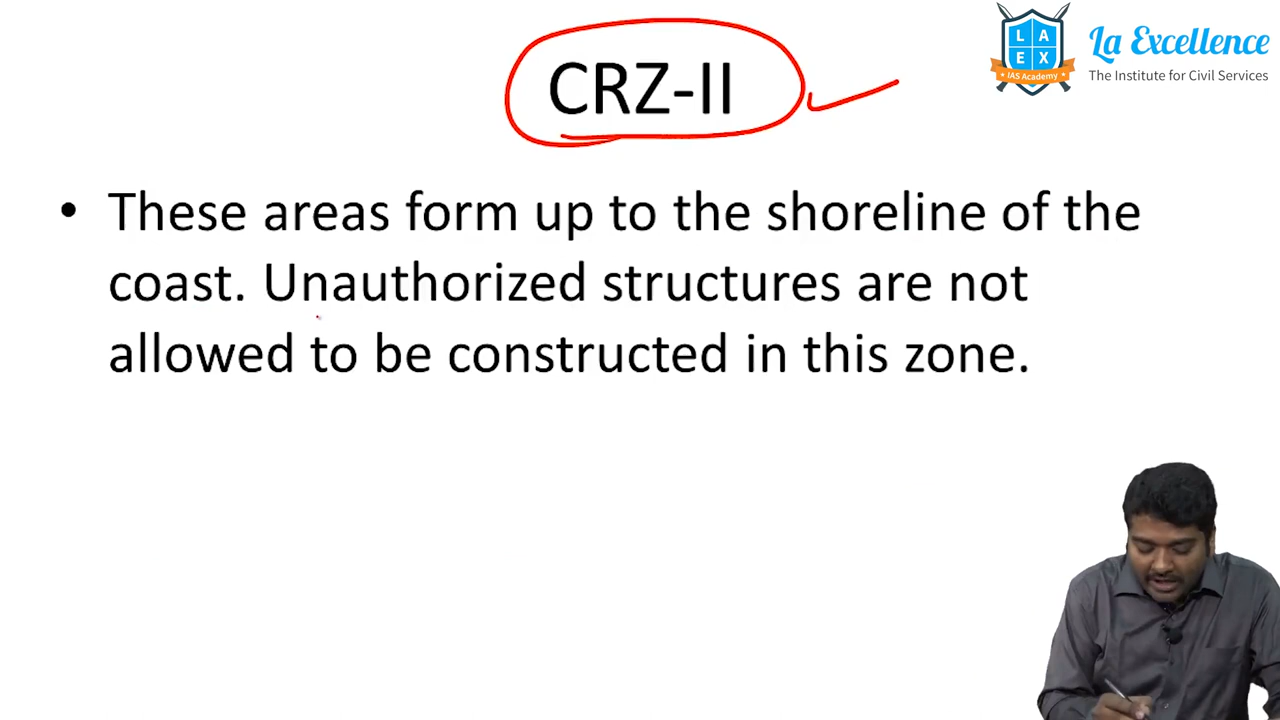 L A
E X
IAS Academy
La Excellence
The Institute for Civil Services
CRZ-II
• These areas form up to the shoreline of the
coast. Unauthorized structures are not
allowed to be constructed in this zone.